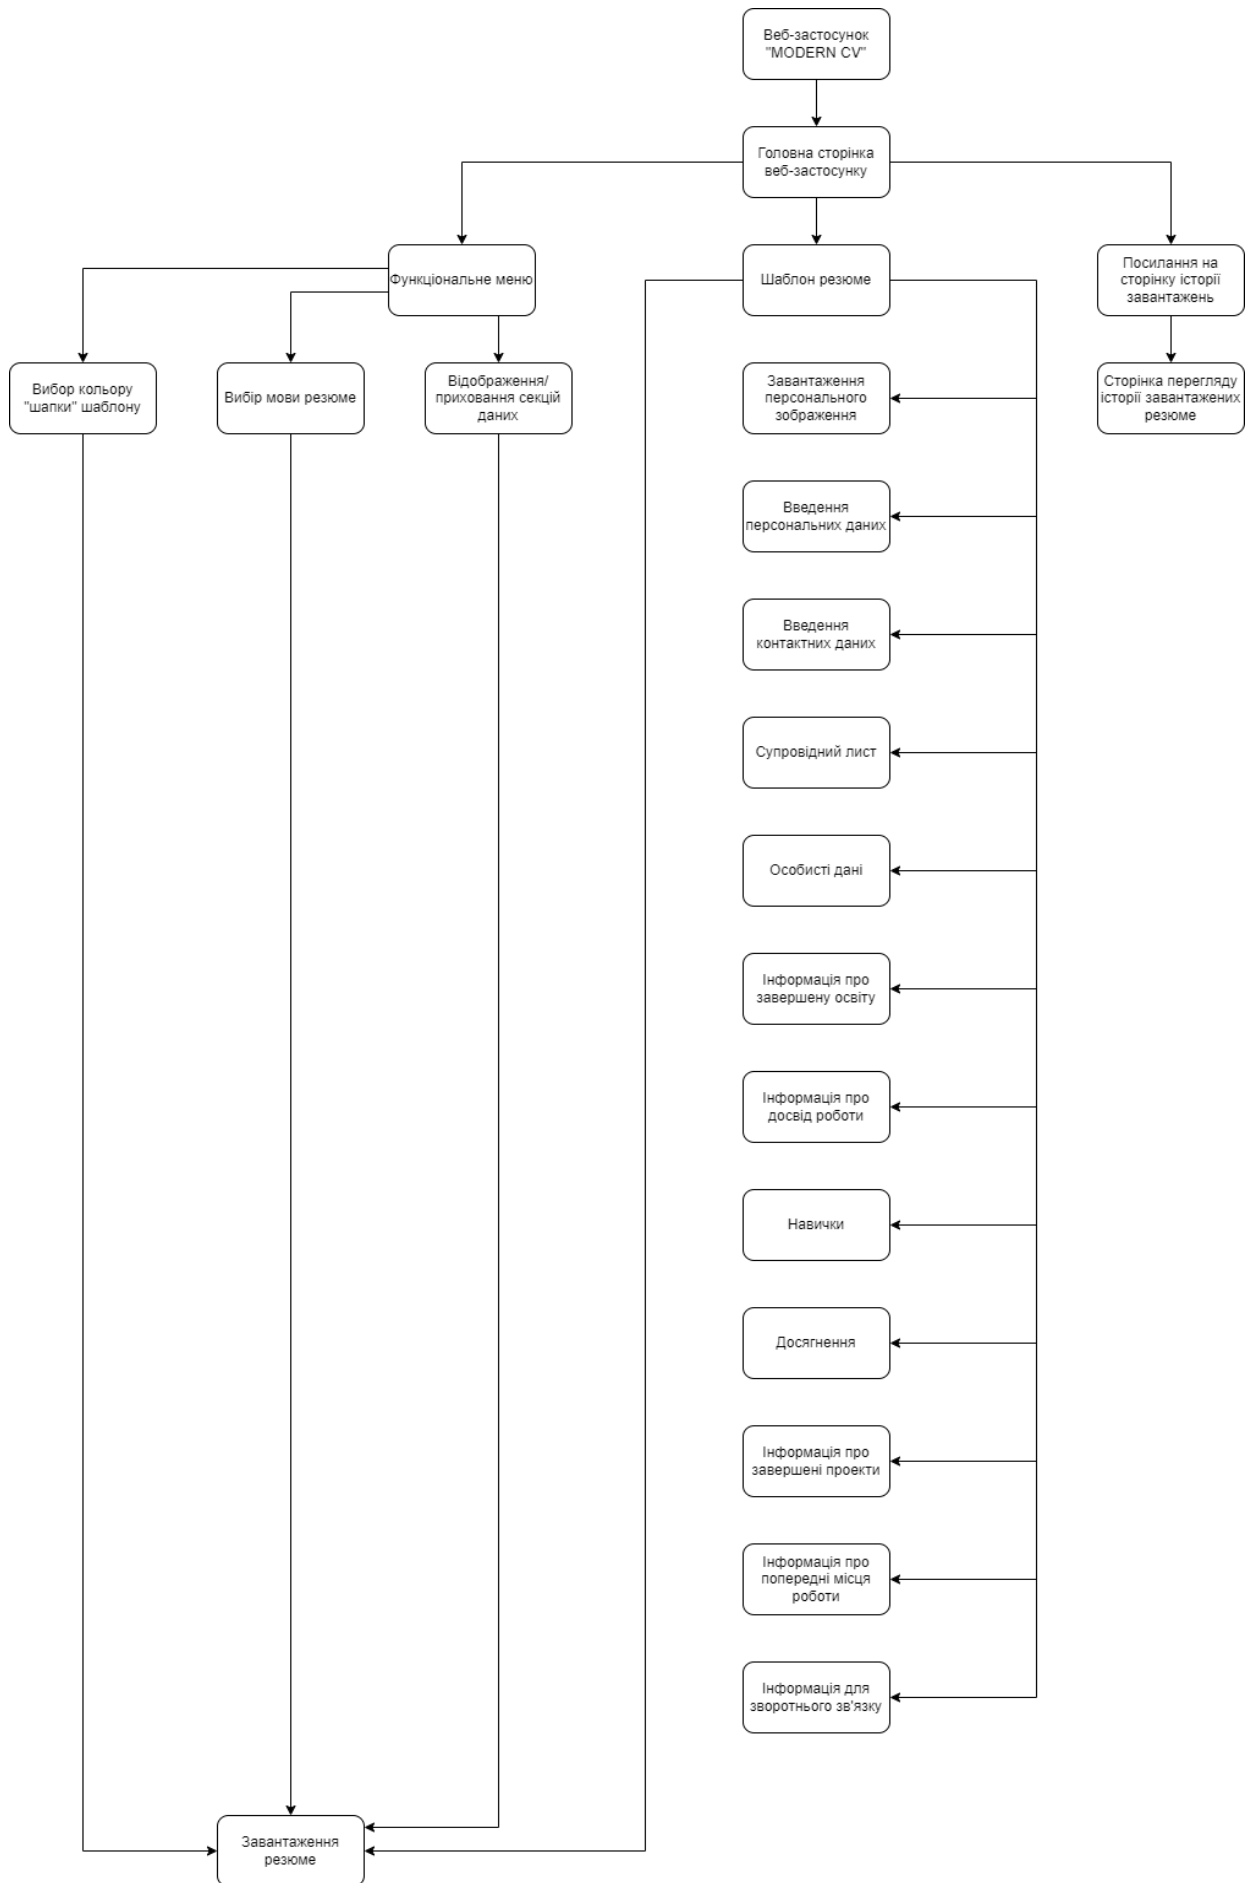 Веб-застосунок
"MODERN CV"
Головна сторінка
веб-застосунку
Функціональне меню
Шаблон резюме
Посилання на
сторінку історії
завантажень
Вибор кольору
"шапки" шаблону
Вибір мови резюме
Відображення/
приховання секцій
даних
Завантаження
персонального
зображення
Сторінка перегляду
історії завантажених
резюме
Введення
персональних даних
Введення
контактних даних
Супровідний лист
Особисті дані
Інформація про
завершену освіту
Інформація про
досвід роботи
Навички
Досягнення
Інформація про
завершені проекти
Інформація про
попередні місця
роботи
Інформація для
зворотнього зв'язку
Завантаження
резюме